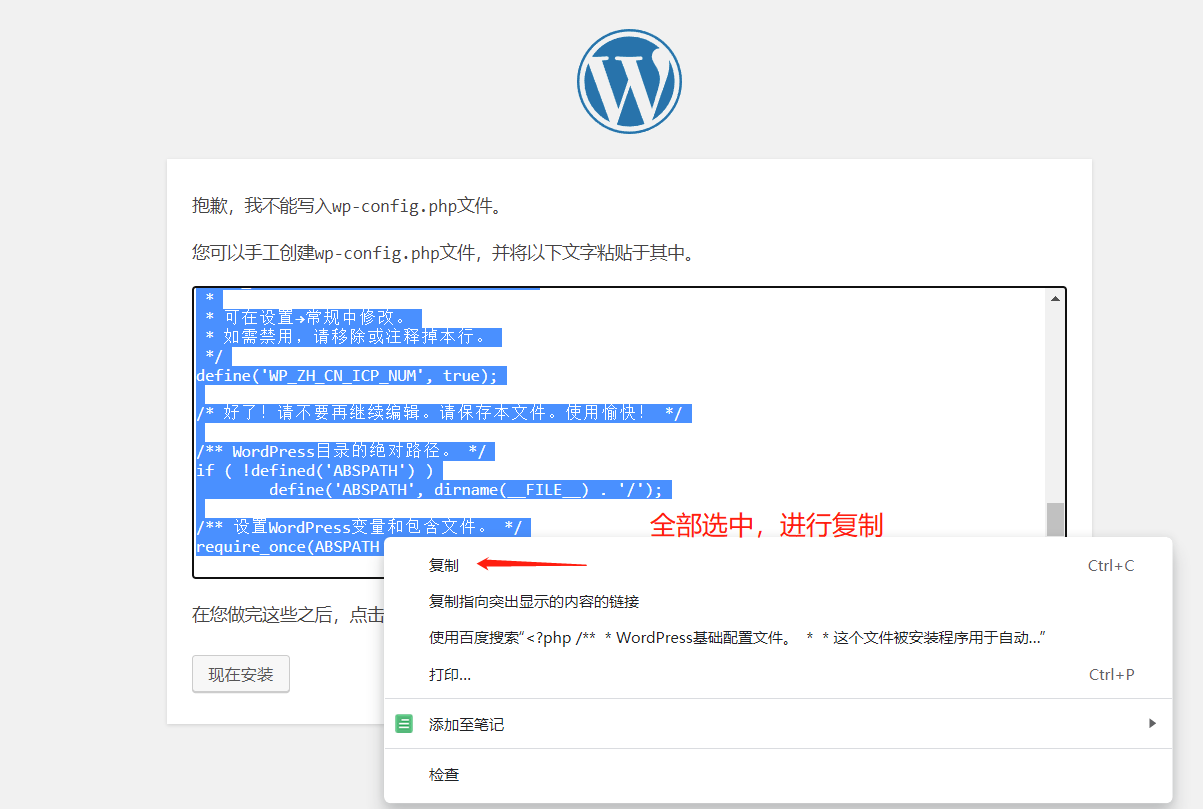 抱歉，我不能写入wp-config.php文件。
您可以手工创建wp-config.php文件，并将以下文字粘贴于其中。
*
* 可在设置→常规中修改。
* 如需禁用，请移除或注释掉本行。
*/
define('WP_ZH_CN_ICP_NUM', true);
/* 好了！请不要再继续编辑。请保存本文件。使用愉快！ */
/** WordPress目录的绝对路径。 */
if ( !defined('ABSPATH') )
define('ABSPATH', dirname(__FILE__) . '/');
/** 设置WordPress变量和包含文件。 */
全部选中，进行复制
require_once(ABSPATH
复制 Ctrl+C
复制指向突出显示的内容的链接
在您做完这些之后，点击
使用百度搜索“<?php /** * WordPress基础配置文件。 * * 这个文件被安装程序用于自动...”
现在安装
打印... Ctrl+P
添加至笔记
检查